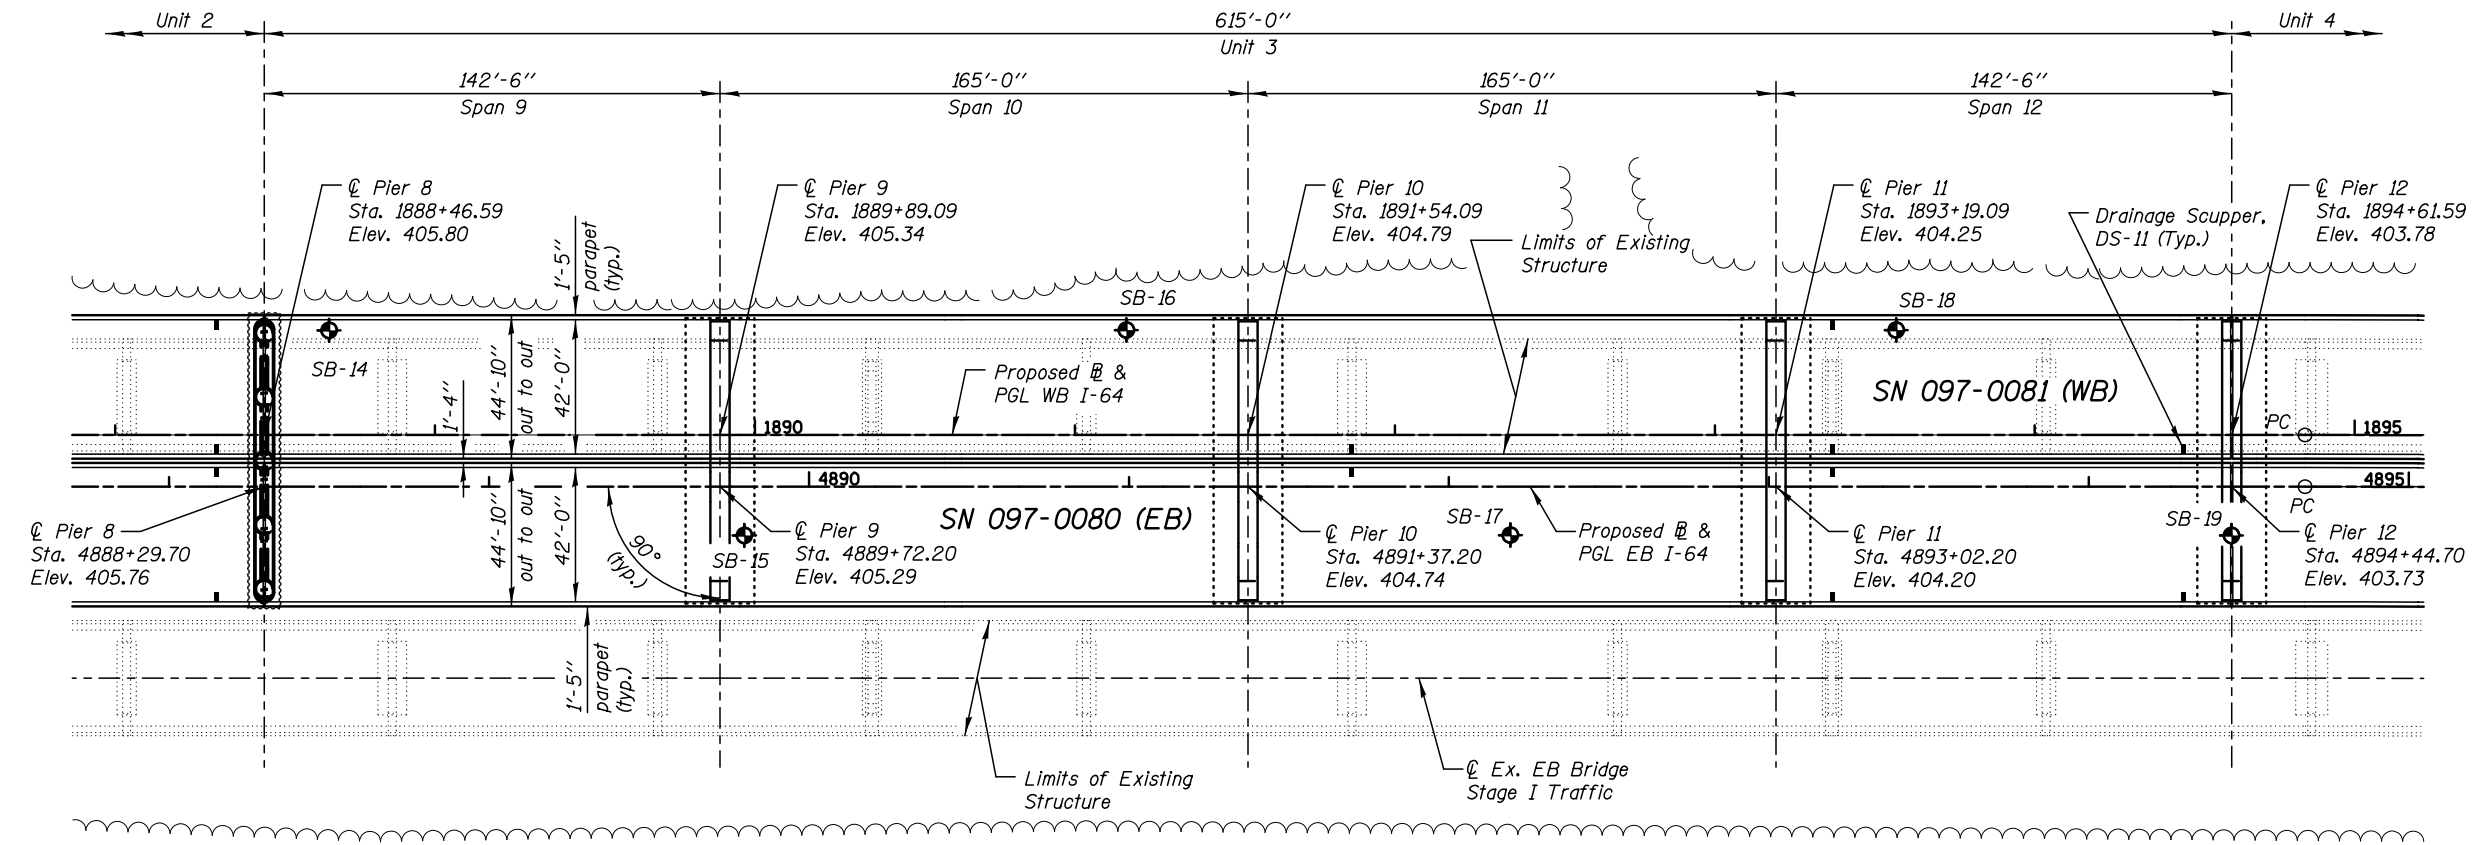 Unit 2
615'-0"
Unit 3
Unit 4
142'-6"
Span 9
165'-0"
Span 10
165'-0"
Span 11
142'-6"
Span 12
℄ Pier 8
Sta. 1888+46.59
Elev. 405.80
℄ Pier 9
Sta. 1889+89.09
Elev. 405.34
℄ Pier 10
Sta. 1891+54.09
Elev. 404.79
℄ Pier 11
Sta. 1893+19.09
Elev. 404.25
℄ Pier 12
Sta. 1894+61.59
Elev. 403.78
Drainage Scupper,
DS-11 (Typ.)
Limits of Existing
Structure
1'-5"
parapet
(typ.)
SB-14
SB-16
SB-18
44'-10"
out to out
42'-0"
1'-4"
Proposed ⅊ &
PGL WB I-64
SN 097-0081 (WB)
PC
1890
1895
4890
4895
44'-10"
out to out
42'-0"
90°
(typ.)
SN 097-0080 (EB)
SB-15
SB-17
SB-19
PC
℄ Pier 8
Sta. 4888+29.70
Elev. 405.76
℄ Pier 9
Sta. 4889+72.20
Elev. 405.29
℄ Pier 10
Sta. 4891+37.20
Elev. 404.74
Proposed ⅊ &
PGL EB I-64
℄ Pier 11
Sta. 4893+02.20
Elev. 404.20
℄ Pier 12
Sta. 4894+44.70
Elev. 403.73
1'-5"
parapet
(typ.)
Limits of Existing
Structure
℄ Ex. EB Bridge
Stage I Traffic